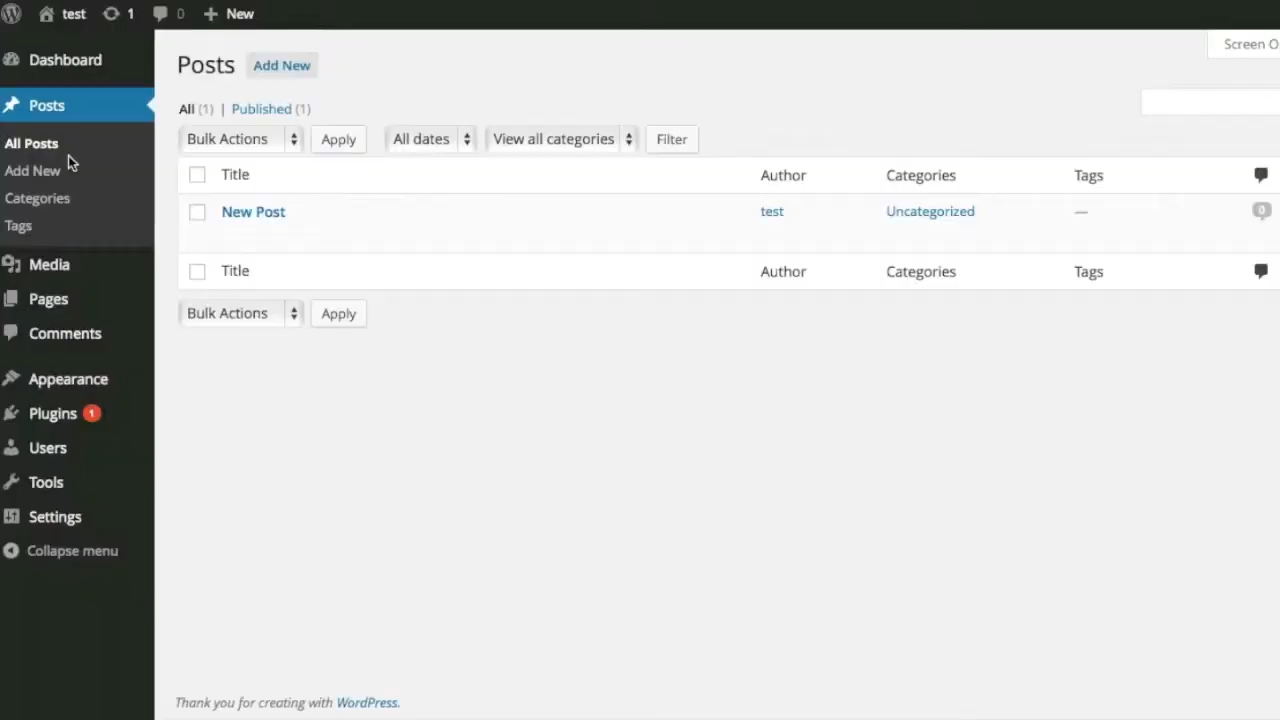 test 1 0 New
Screen O
Dashboard
Posts
All Posts
Add New
Categories
Tags
Media
Pages
Comments
Appearance
Plugins 1
Users
Tools
Settings
Collapse menu
Posts Add New
All (1) | Published (1)
Bulk Actions Apply All dates View all categories Filter
Title Author Categories Tags
New Post test Uncategorized — 0
Title Author Categories Tags
Bulk Actions Apply
Thank you for creating with WordPress.